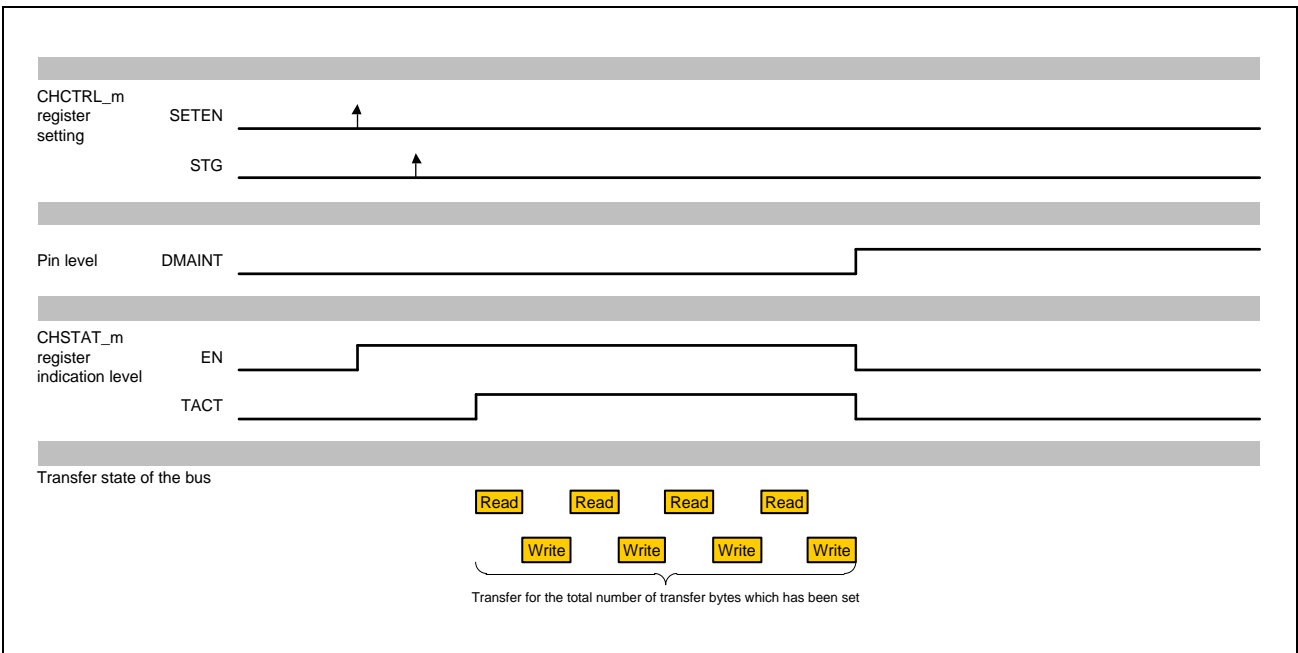 CHCTRL_m
register
setting
SETEN
STG
Pin level
DMAINT
CHSTAT_m
register
indication level
EN
TACT
Transfer state of the bus
Read Read Read Read
Write Write Write Write
Transfer for the total number of transfer bytes which has been set